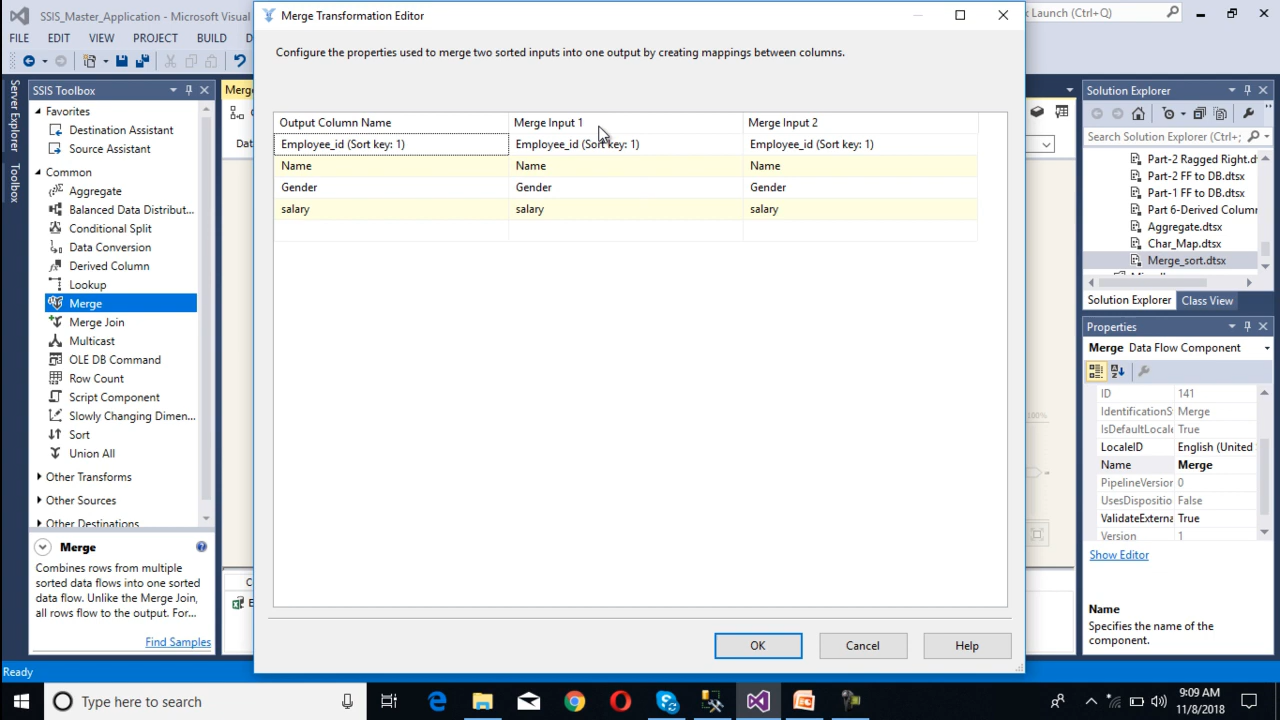 SSIS_Master_Application - Microsoft Visual
Merge Transformation Editor
Launch (Ctrl+Q)
FILE EDIT VIEW PROJECT BUILD
Configure the properties used to merge two sorted inputs into one output by creating mappings between columns.
Server Explorer
Toolbox
SSIS Toolbox
Favorites
Destination Assistant
Source Assistant
Common
Aggregate
Balanced Data Distribut...
Conditional Split
Data Conversion
Derived Column
Lookup
Merge
Merge Join
Multicast
OLE DB Command
Row Count
Script Component
Slowly Changing Dimen...
Sort
Union All
Other Transforms
Other Sources
Other Destinations
Merge
Combines rows from multiple
sorted data flows into one sorted
data flow. Unlike the Merge Join,
all rows flow to the output. For...
Find Samples
Merge
Dat
Output Column Name Merge Input 1 Merge Input 2
Employee_id (Sort key: 1) Employee_id (Sort key: 1) Employee_id (Sort key: 1)
Name Name Name
Gender Gender Gender
salary salary salary
OK Cancel Help
100%
Solution Explorer
Search Solution Explorer (Ctrl+;
Part-2 Ragged Right.dt
Part-2 FF to DB.dtsx
Part-1 FF to DB.dtsx
Part 6-Derived Column
Aggregate.dtsx
Char_Map.dtsx
Merge_sort.dtsx
Solution Explorer Class View
Properties
Merge Data Flow Component
ID 141
IdentificationS Merge
IsDefaultLocale True
LocaleID English (United
Name Merge
PipelineVersion 0
UsesDispositio False
ValidateExterna True
Version 1
Show Editor
Name
Specifies the name of the
component.
Ready
Type here to search
9:09 AM
11/8/2018